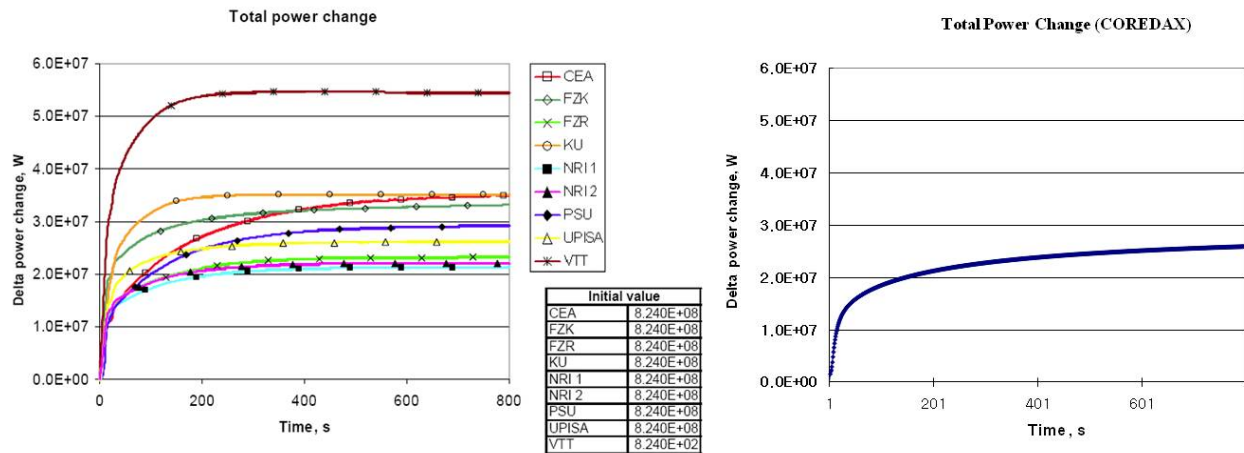 Total power change
6.0E+07
5.0E+07
4.0E+07
3.0E+07
2.0E+07
1.0E+07
0.0E+00
Delta power change, W
0
200
400
600
800
Time , s
CEA
FZK
FZR
KU
NRI 1
NRI 2
PSU
UPISA
VTT
Initial value
CEA 8.240E+08
FZK 8.240E+08
FZR 8.240E+08
KU 8.240E+08
NRI 1 8.240E+08
NRI 2 8.240E+08
PSU 8.240E+08
UPISA 8.240E+08
VTT 8.240E+02
Total Power Change (COREDAX)
6.0E+07
5.0E+07
4.0E+07
3.0E+07
2.0E+07
1.0E+07
0.0E+00
Delta power change, W
1
201
401
601
Time , s